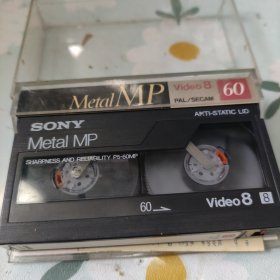 Metal MP
Video 8
60
PAL/SECAM
SONY
ANTI-STATIC LID
Metal MP
SHARPNESS AND RELIABILITY P5-60MP
60
Video 8
8